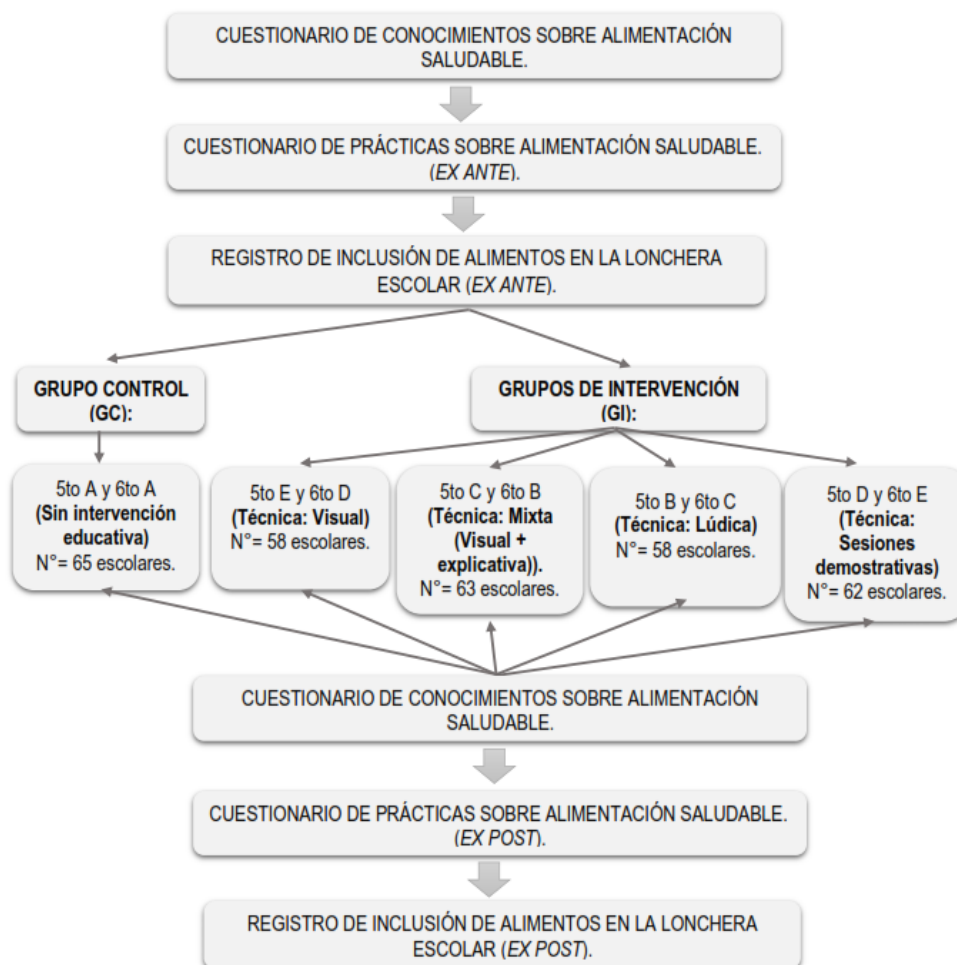 CUESTIONARIO DE CONOCIMIENTOS SOBRE ALIMENTACIÓN
SALUDABLE.
CUESTIONARIO DE PRÁCTICAS SOBRE ALIMENTACIÓN SALUDABLE.
(EX ANTE).
REGISTRO DE INCLUSIÓN DE ALIMENTOS EN LA LONCHERA
ESCOLAR (EX ANTE).
GRUPO CONTROL
(GC):
GRUPOS DE INTERVENCIÓN
(GI):
5to A y 6to A
(Sin intervención
educativa)
N°= 65 escolares.
5to E y 6to D
(Técnica: Visual)
N°= 58 escolares.
5to C y 6to B
(Técnica: Mixta
(Visual +
explicativa)).
N°= 63 escolares.
5to B y 6to C
(Técnica: Lúdica)
N°= 58 escolares.
5to D y 6to E
(Técnica:
Sesiones
demostrativas)
N°= 62 escolares.
CUESTIONARIO DE CONOCIMIENTOS SOBRE ALIMENTACIÓN
SALUDABLE.
CUESTIONARIO DE PRÁCTICAS SOBRE ALIMENTACIÓN SALUDABLE.
(EX POST).
REGISTRO DE INCLUSIÓN DE ALIMENTOS EN LA LONCHERA
ESCOLAR (EX POST).